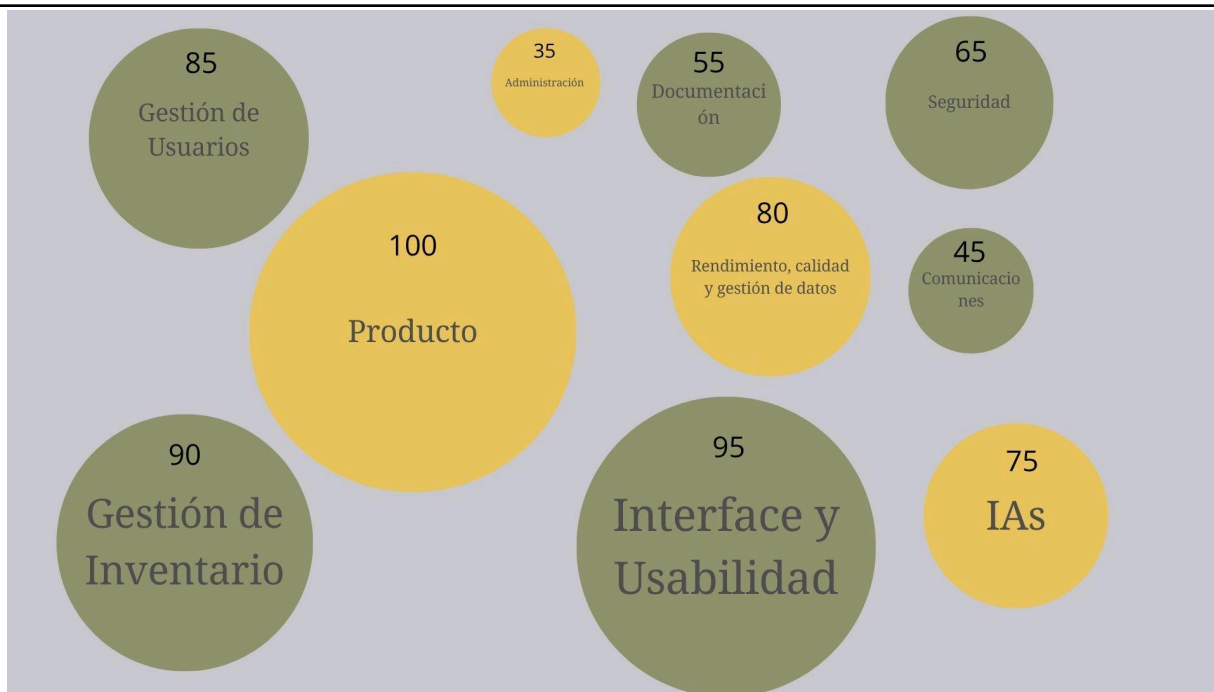 85
Gestión de
Usuarios
35
Administración
55
Documentaci
ón
65
Seguridad
100
Producto
80
Rendimiento, calidad
y gestión de datos
45
Comunicacio
nes
90
Gestión de
Inventario
95
Interface y
Usabilidad
75
IAs